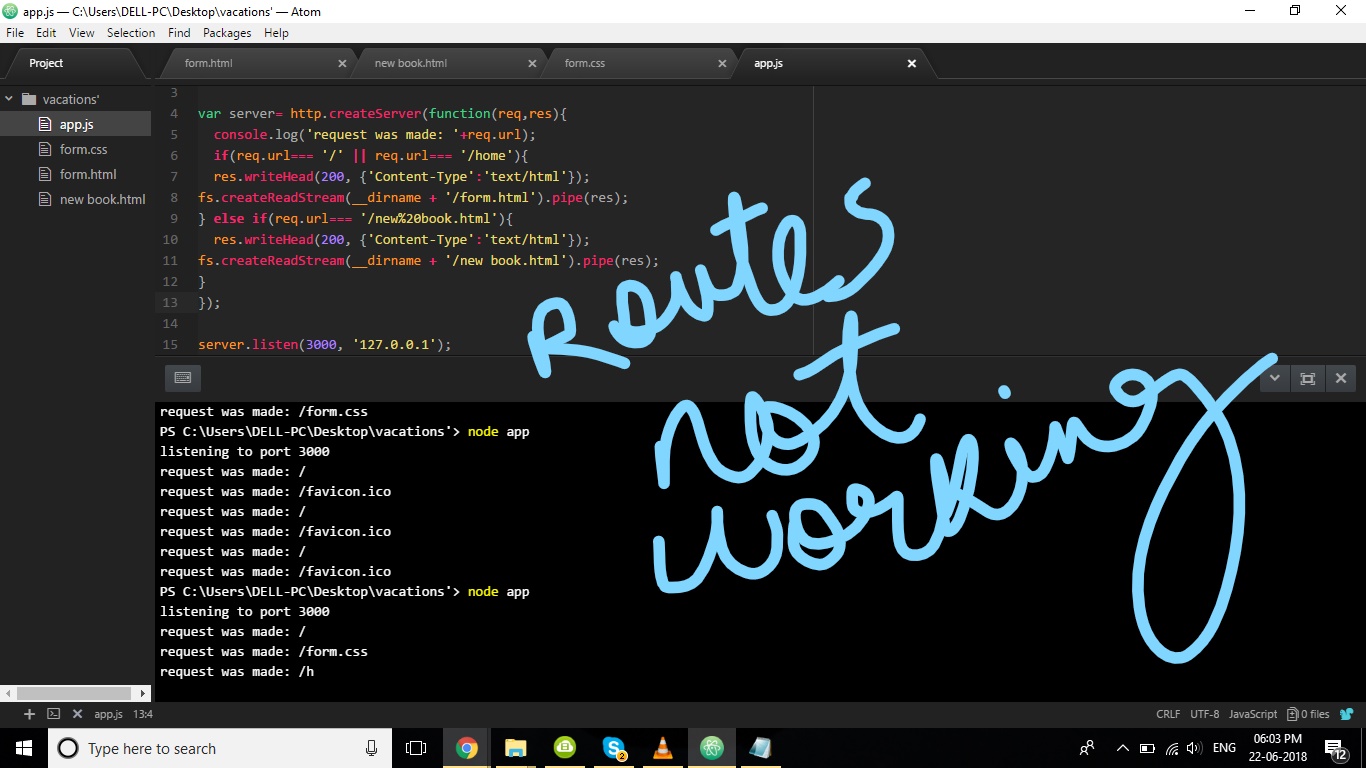 app.js — C:\Users\DELL-PC\Desktop\vacations' — Atom
File Edit View Selection Find Packages Help
Project
form.html
new book.html
form.css
app.js
vacations'
app.js
form.css
form.html
new book.html
3
4 var server= http.createServer(function(req,res){
5 console.log('request was made: '+req.url);
6 if(req.url=== '/' || req.url=== '/home'){
7 res.writeHead(200, {'Content-Type':'text/html'});
8 fs.createReadStream(__dirname + '/form.html').pipe(res);
9 } else if(req.url=== '/new%20book.html'){
10 res.writeHead(200, {'Content-Type':'text/html'});
11 fs.createReadStream(__dirname + '/new book.html').pipe(res);
12 }
13 });
14
15 server.listen(3000, '127.0.0.1');
Routes
not
working
request was made: /form.css
PS C:\Users\DELL-PC\Desktop\vacations'> node app
listening to port 3000
request was made: /
request was made: /favicon.ico
request was made: /
request was made: /favicon.ico
request was made: /
request was made: /favicon.ico
PS C:\Users\DELL-PC\Desktop\vacations'> node app
listening to port 3000
request was made: /
request was made: /form.css
request was made: /h
app.js 13:4
CRLF UTF-8 JavaScript 0 files
Type here to search
2
ENG
06:03 PM
22-06-2018
12